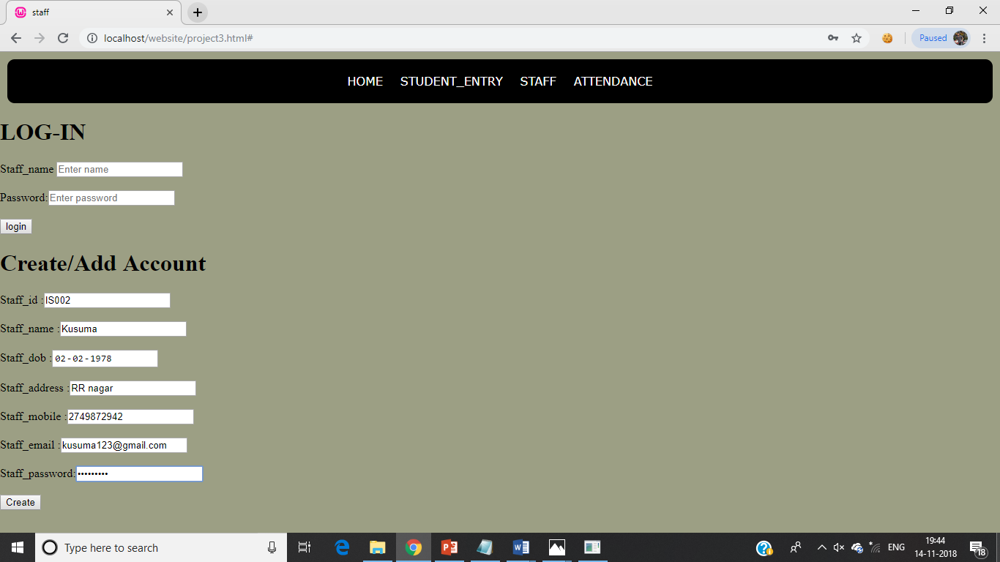 staff
localhost/website/project3.html#
Paused
HOME STUDENT_ENTRY STAFF ATTENDANCE
LOG-IN
Staff_name Enter name
Password: Enter password
login
Create/Add Account
Staff_id : IS002
Staff_name : Kusuma
Staff_dob : 02-02-1978
Staff_address : RR nagar
Staff_mobile : 2749872942
Staff_email : kusuma123@gmail.com
Staff_password: •••••••••
Create
Type here to search
ENG
19:44
14-11-2018
18